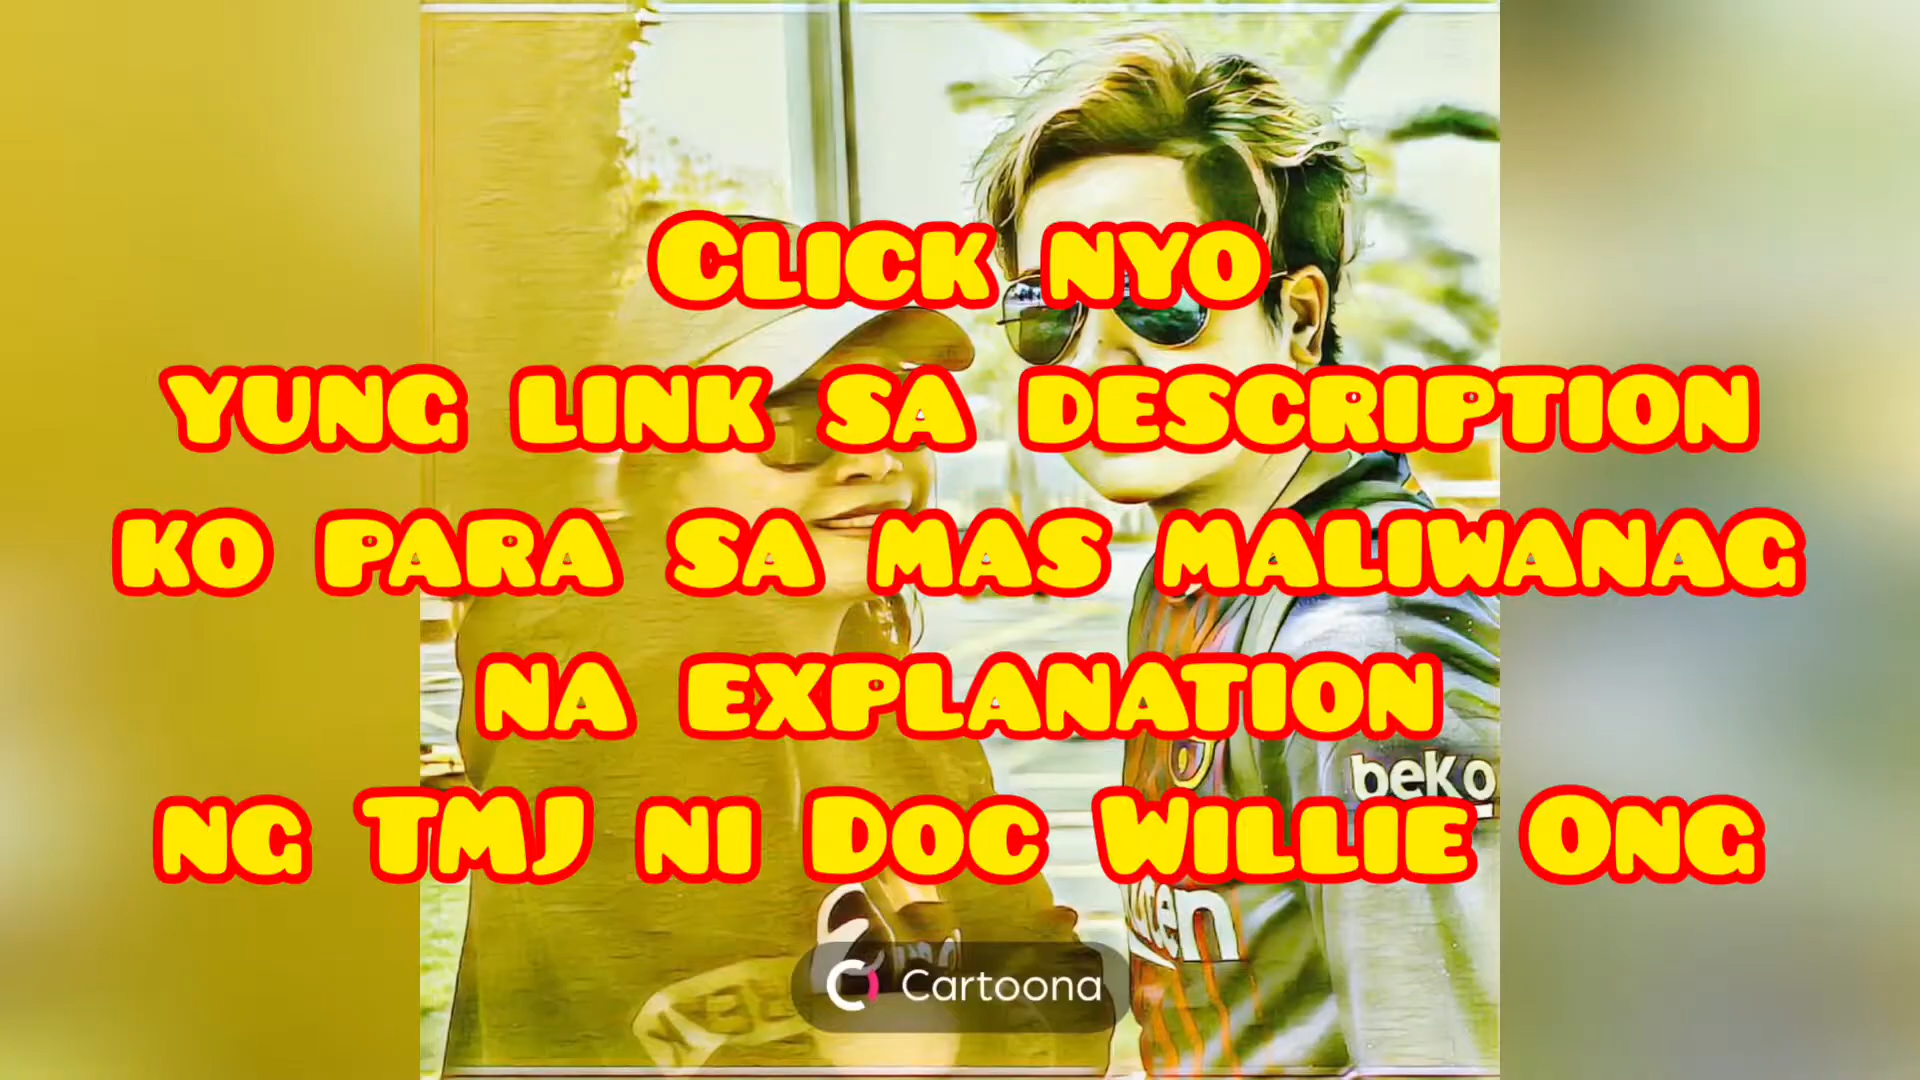 Click nyo
yung link sa description
ko para sa mas maliwanag
na explanation
ng TMJ ni Doc Willie Ong
beko
Cartoona